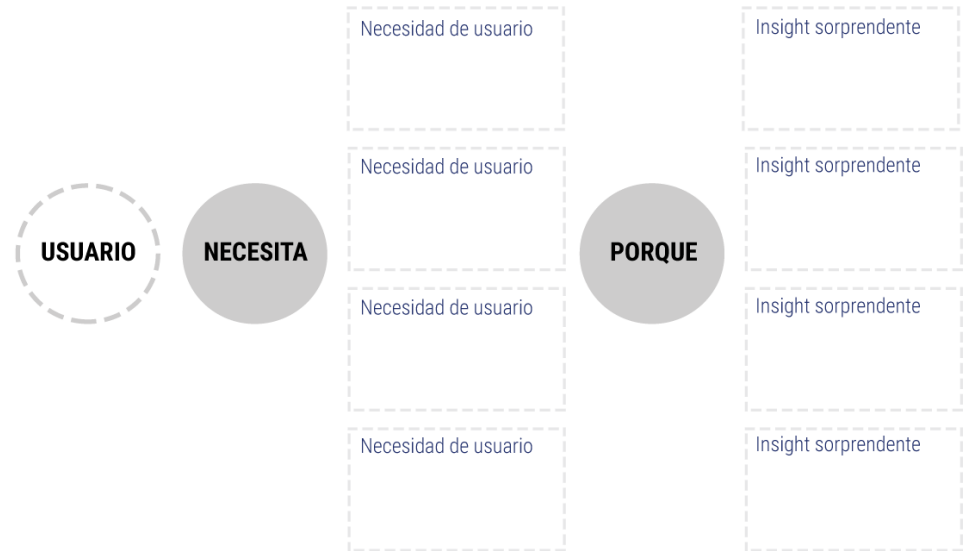 Necesidad de usuario
Insight sorprendente
Necesidad de usuario
Insight sorprendente
USUARIO
NECESITA
PORQUE
Necesidad de usuario
Insight sorprendente
Necesidad de usuario
Insight sorprendente